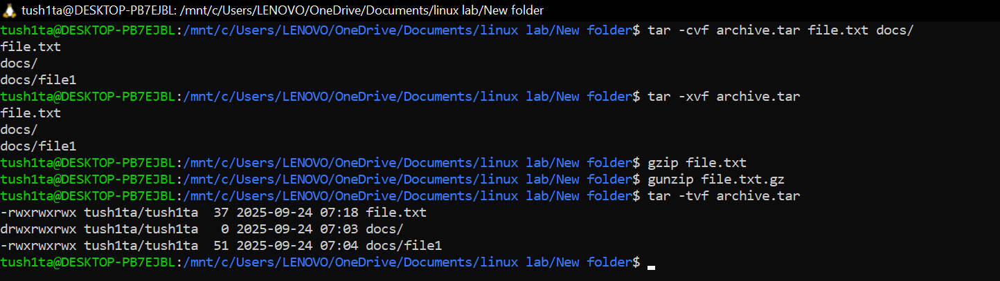 tush1ta@DESKTOP-PB7EJBL: /mnt/c/Users/LENOVO/OneDrive/Documents/linux lab/New folder
tush1ta@DESKTOP-PB7EJBL:/mnt/c/Users/LENOVO/OneDrive/Documents/linux lab/New folder$ tar -cvf archive.tar file.txt docs/
file.txt
docs/
docs/file1
tush1ta@DESKTOP-PB7EJBL:/mnt/c/Users/LENOVO/OneDrive/Documents/linux lab/New folder$ tar -xvf archive.tar
file.txt
docs/
docs/file1
tush1ta@DESKTOP-PB7EJBL:/mnt/c/Users/LENOVO/OneDrive/Documents/linux lab/New folder$ gzip file.txt
tush1ta@DESKTOP-PB7EJBL:/mnt/c/Users/LENOVO/OneDrive/Documents/linux lab/New folder$ gunzip file.txt.gz
tush1ta@DESKTOP-PB7EJBL:/mnt/c/Users/LENOVO/OneDrive/Documents/linux lab/New folder$ tar -tvf archive.tar
-rwxrwxrwx tush1ta/tush1ta  37 2025-09-24 07:18 file.txt
drwxrwxrwx tush1ta/tush1ta   0 2025-09-24 07:03 docs/
-rwxrwxrwx tush1ta/tush1ta  51 2025-09-24 07:04 docs/file1
tush1ta@DESKTOP-PB7EJBL:/mnt/c/Users/LENOVO/OneDrive/Documents/linux lab/New folder$